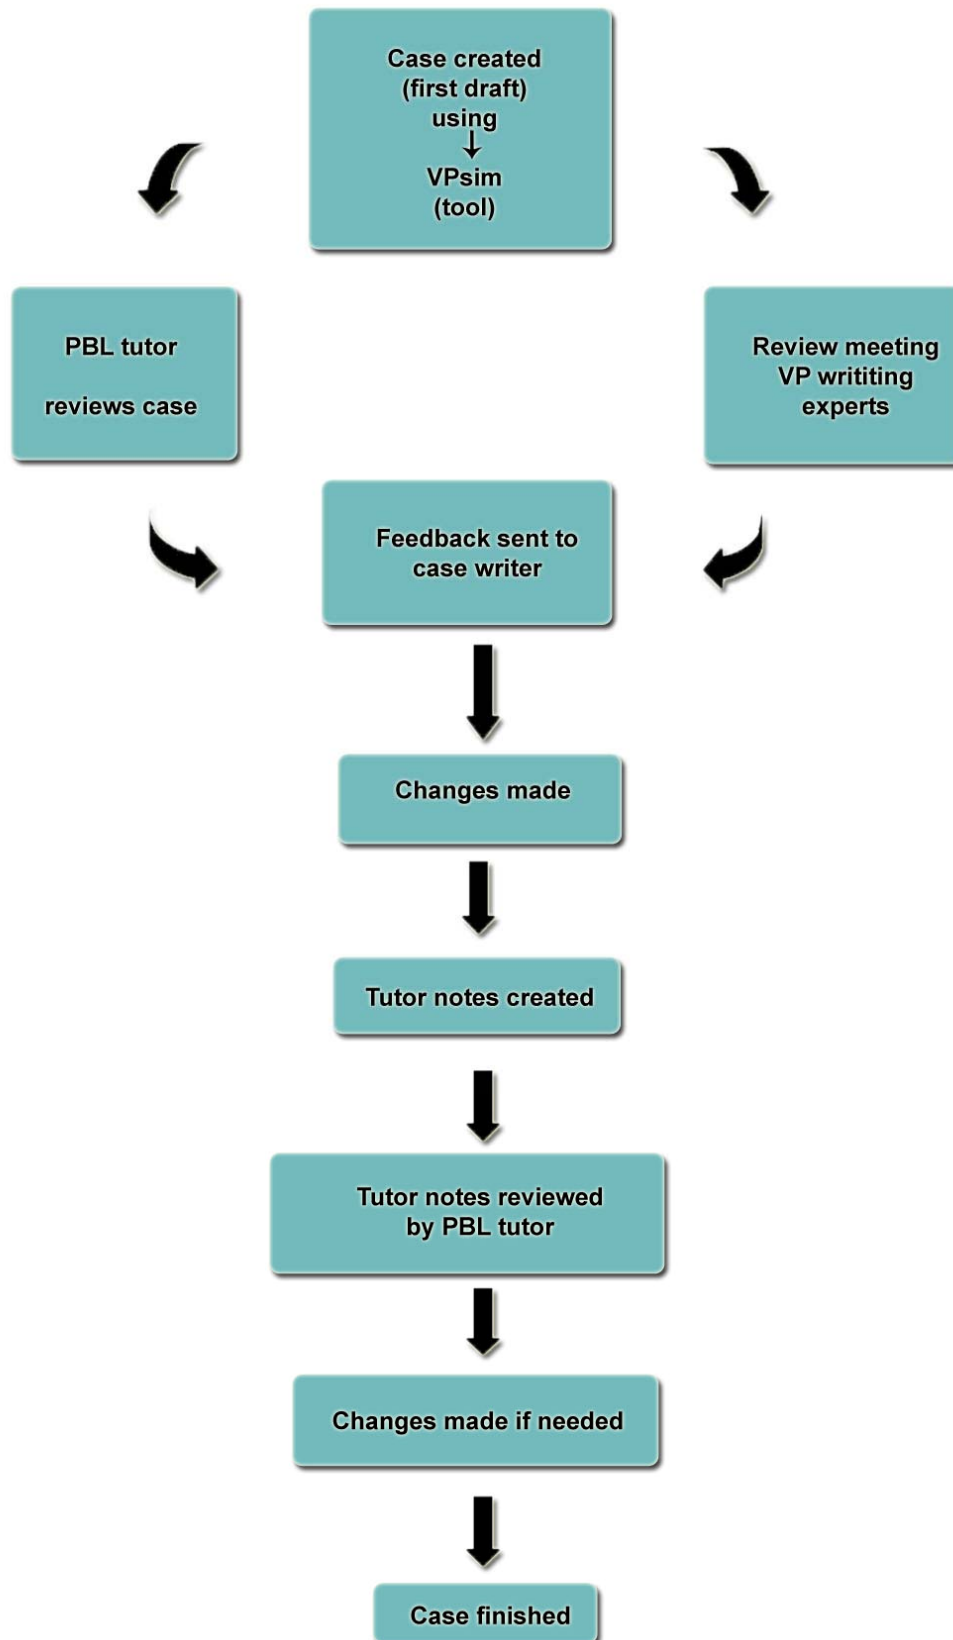 Case created
(first draft)
using
↓
VPsim
(tool)
PBL tutor
reviews case
Review meeting
VP writiting
experts
Feedback sent to
case writer
Changes made
Tutor notes created
Tutor notes reviewed
by PBL tutor
Changes made if needed
Case finished